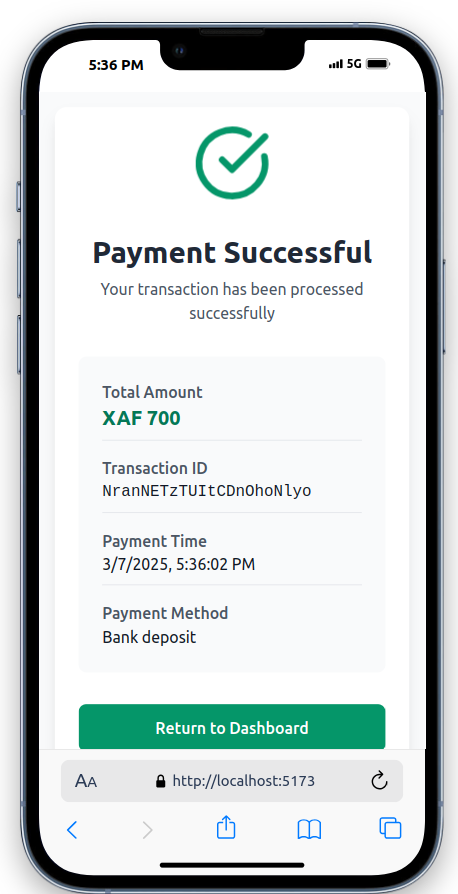 5:36 PM
5G
Payment Successful
Your transaction has been processed
successfully
Total Amount
XAF 700
Transaction ID
NranNETzTUItCDnOhoNlyo
Payment Time
3/7/2025, 5:36:02 PM
Payment Method
Bank deposit
Return to Dashboard
AA
http://localhost:5173